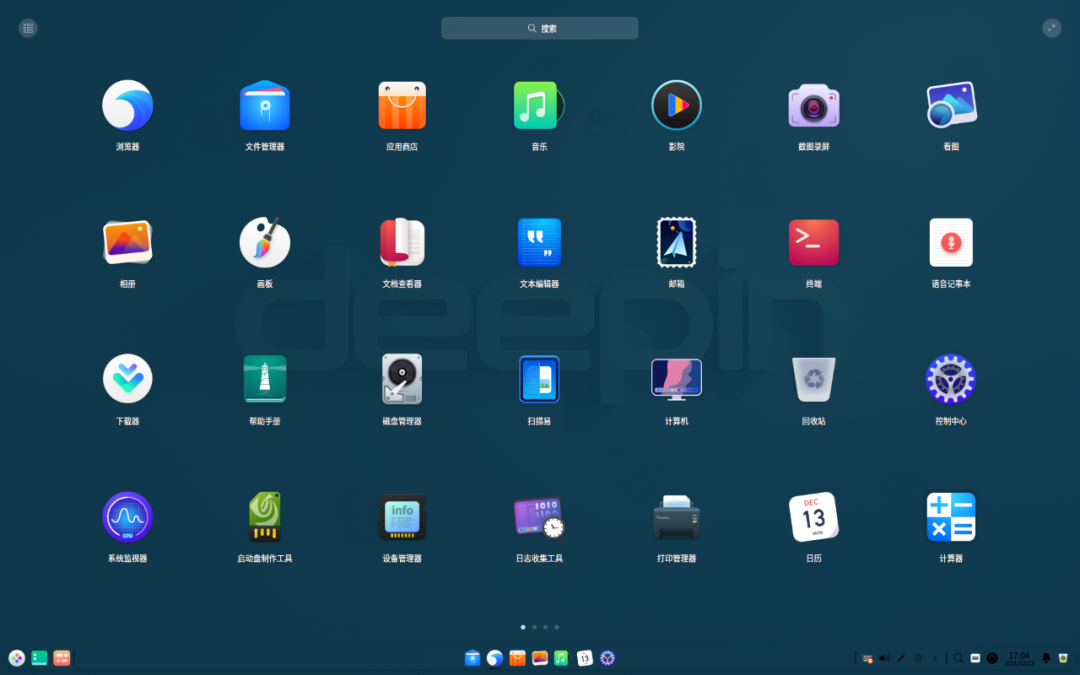 搜索
浏览器
文件管理器
应用商店
音乐
影院
截图录屏
看图
相册
画板
文档查看器
文本编辑器
邮箱
终端
语音记事本
deepin
下载器
帮助手册
磁盘管理器
扫描易
计算机
回收站
控制中心
CPU
info
1010
DEC
13
MON
系统监视器
启动盘制作工具
设备管理器
日志收集工具
打印管理器
日历
计算器
13
17:04
2021/12/13